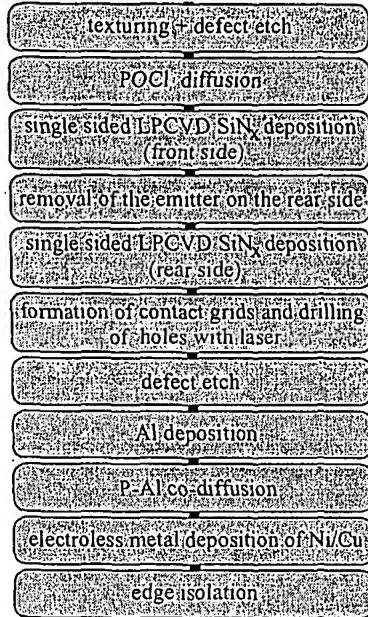 texturing + defect etch
POCl₃ diffusion
single sided LPCVD SiNₓ deposition
(front side)
removal of the emitter on the rear side
single sided LPCVD SiNₓ deposition
(rear side)
formation of contact grids and drilling
of holes with laser
defect etch
Al deposition
P-Al co-diffusion
electroless metal deposition of Ni/Cu
edge isolation